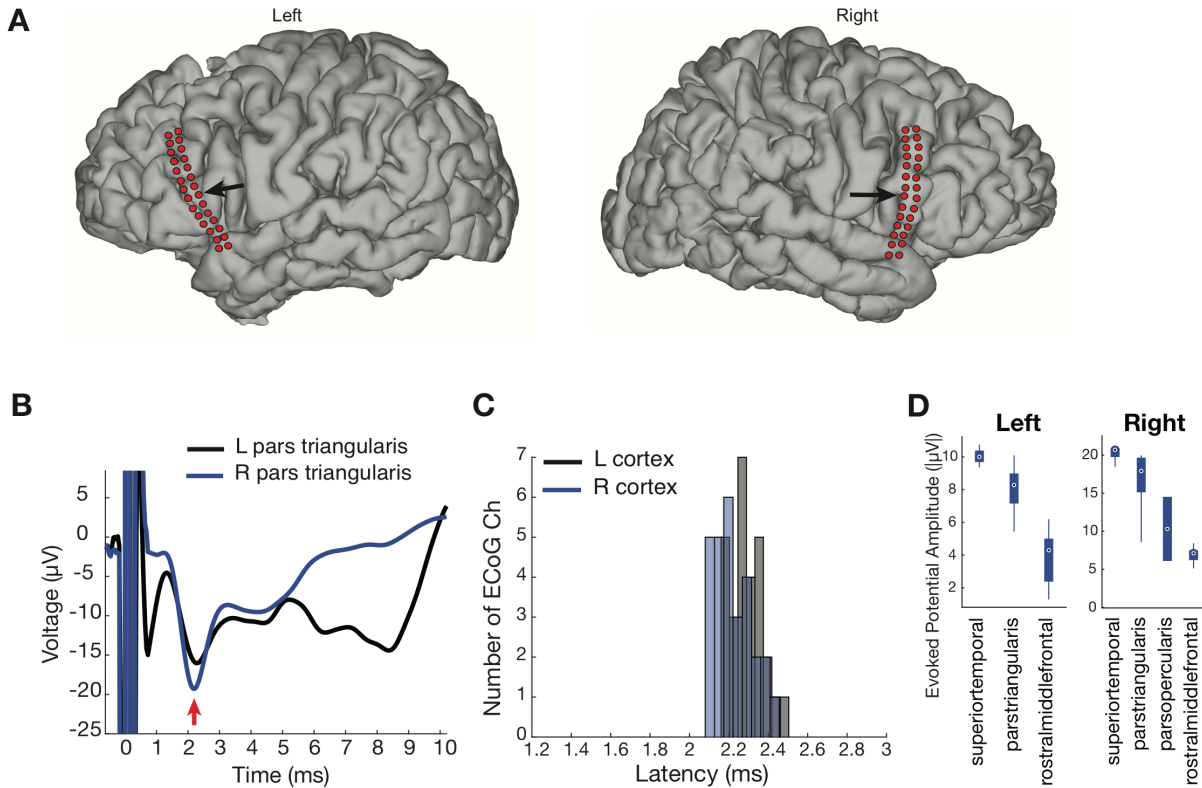 A
Left
Right
B
L pars triangularis
R pars triangularis
Voltage (µV)
5
0
-5
-10
-15
-20
-25
0 1 2 3 4 5 6 7 8 9 10
Time (ms)
C
L cortex
R cortex
Number of ECoG Ch
7
6
5
4
3
2
1
0
1.2 1.4 1.6 1.8 2 2.2 2.4 2.6 2.8 3
Latency (ms)
D
Left
Right
Evoked Potential Amplitude (|µV|)
10
8
6
4
2
superiortemporal
parstriangularis
rostralmiddlefrontal
20
15
10
5
0
superiortemporal
parstriangularis
parsopercularis
rostralmiddlefrontal